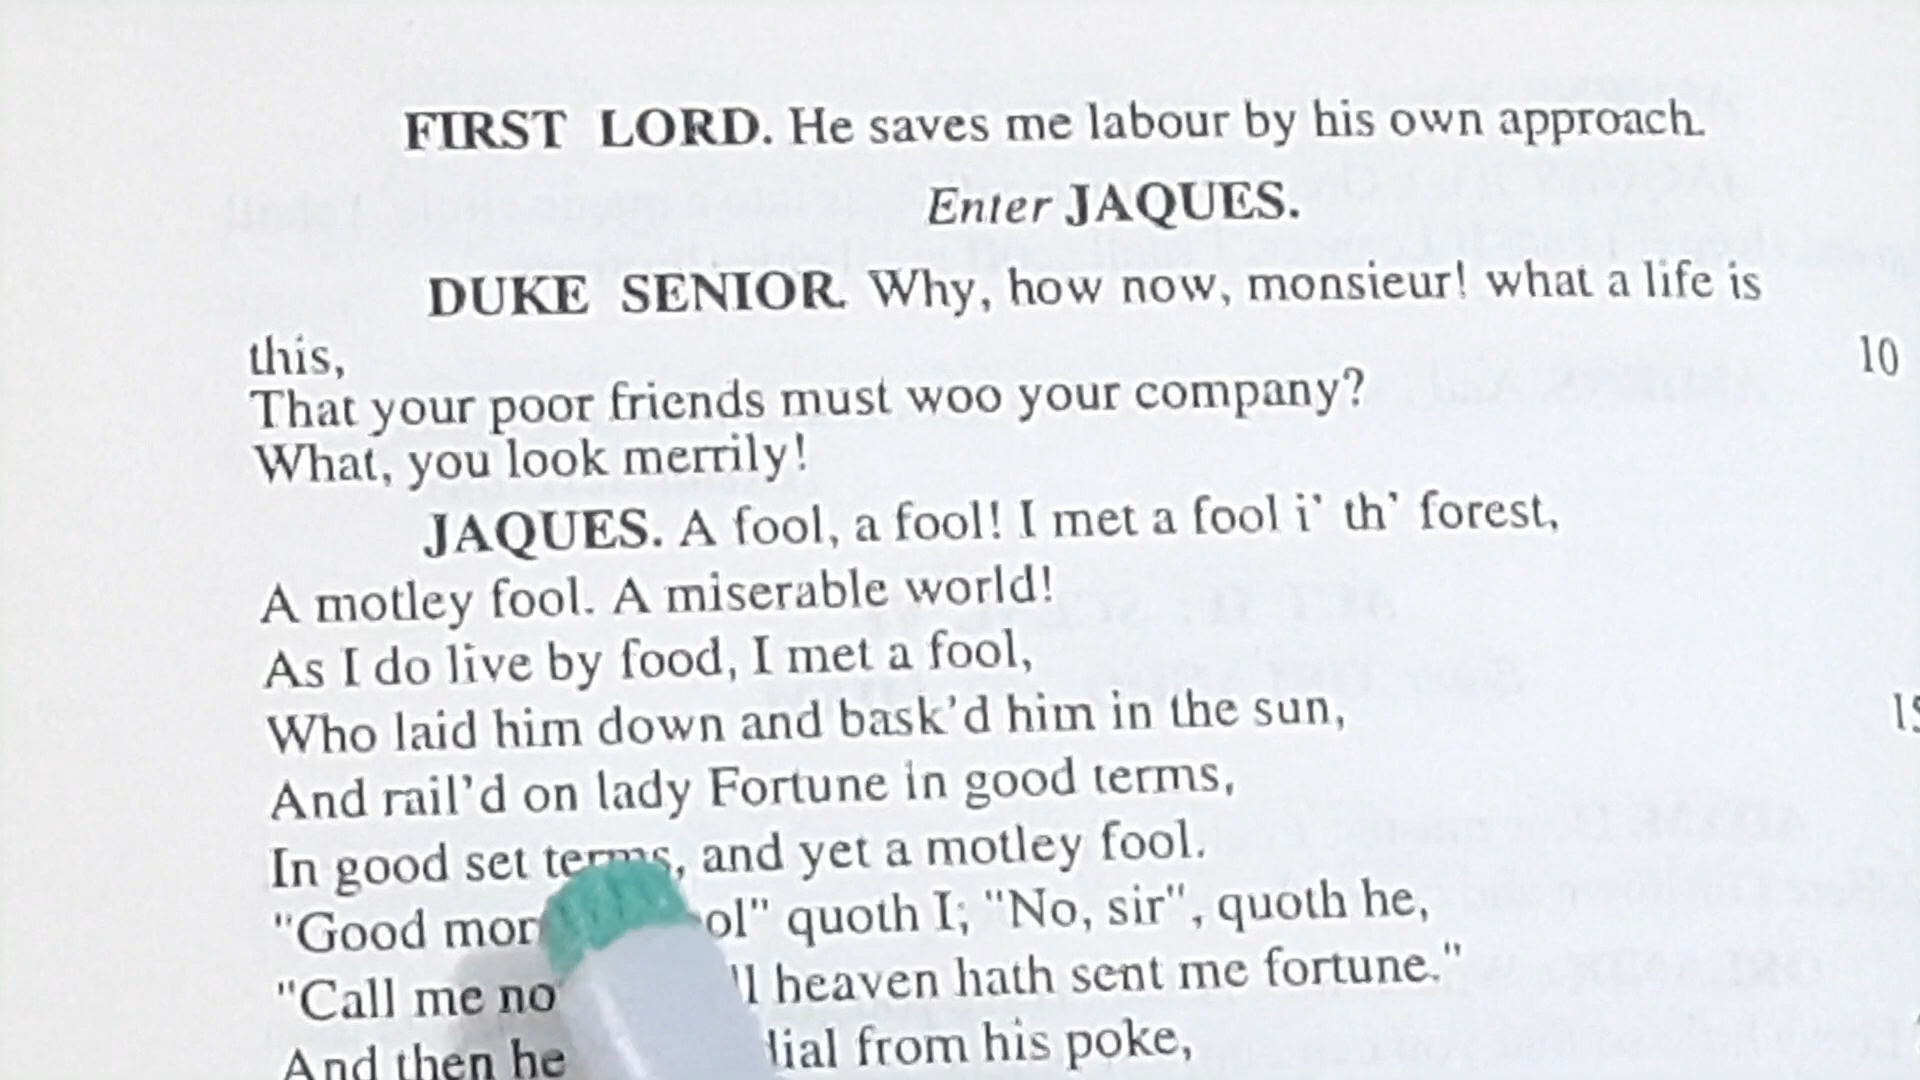 FIRST LORD. He saves me labour by his own approach.
Enter JAQUES.
DUKE SENIOR. Why, how now, monsieur! what a life is
this, 10
That your poor friends must woo your company?
What, you look merrily!
JAQUES. A fool, a fool! I met a fool i' th' forest,
A motley fool. A miserable world!
As I do live by food, I met a fool,
Who laid him down and bask'd him in the sun, 15
And rail'd on lady Fortune in good terms,
In good set terms, and yet a motley fool.
"Good quoth I; "No, sir", quoth he,
"Call me heaven hath sent me fortune."
And then he from his poke,